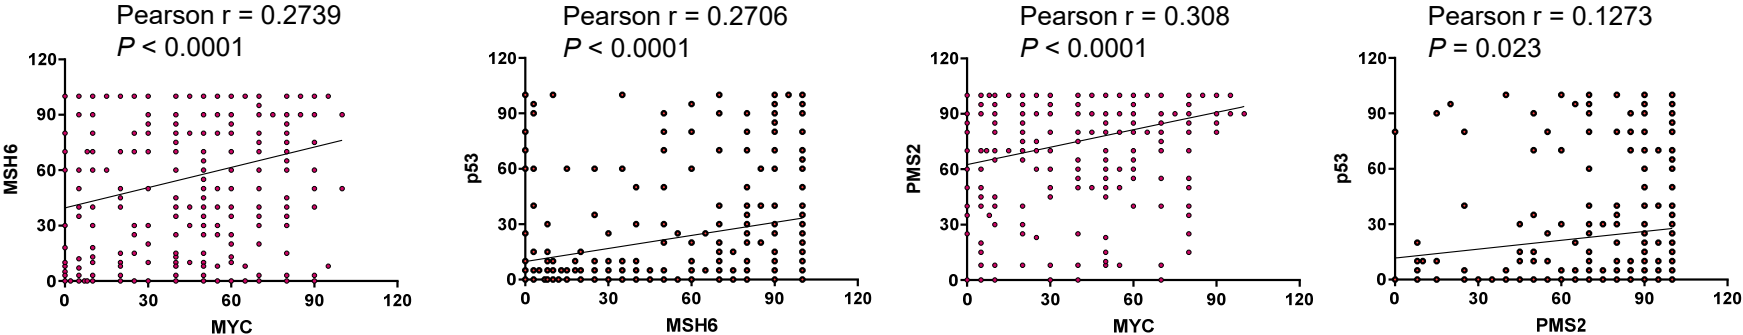 Pearson r = 0.2739
P < 0.0001
120
90
60
30
0
MSH6
0 30 60 90 120
MYC
Pearson r = 0.2706
P < 0.0001
120
90
60
30
0
p53
0 30 60 90 120
MSH6
Pearson r = 0.308
P < 0.0001
120
90
60
30
0
PMS2
0 30 60 90 120
MYC
Pearson r = 0.1273
P = 0.023
120
90
60
30
0
p53
0 30 60 90 120
PMS2